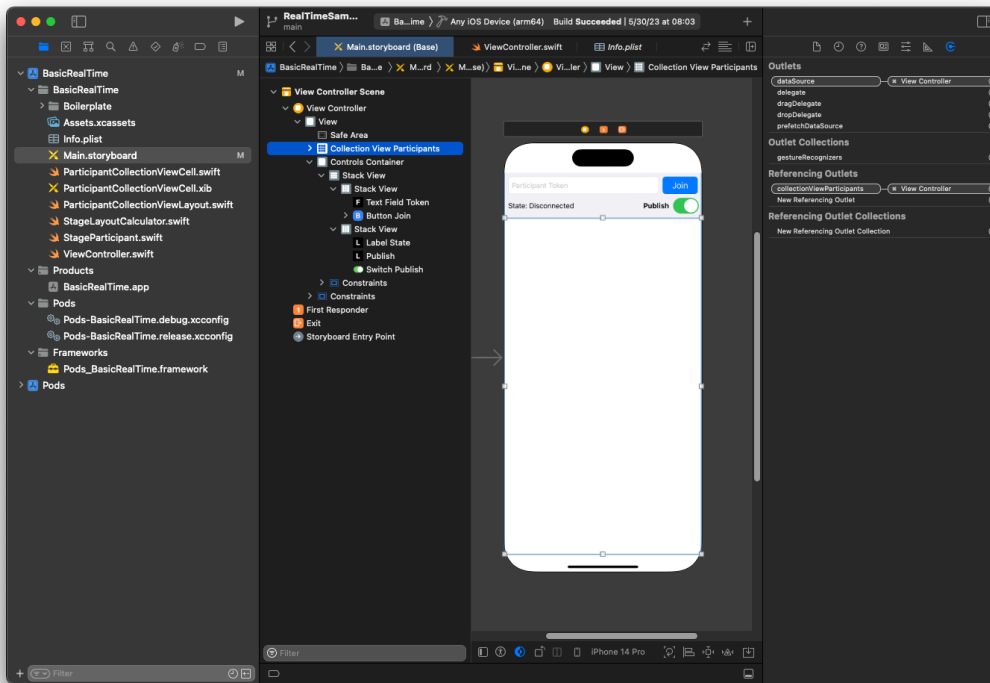 RealTimeSam...
main
Ba...ime 〉 Any iOS Device (arm64) Build Succeeded | 5/30/23 at 08:03
Main.storyboard (Base)
ViewController.swift
Info.plist
BasicRealTime 〉 Ba...e 〉 M...rd 〉 M...se) 〉 Vi...ne 〉 Vi...ler 〉 View 〉 Collection View Participants
BasicRealTime M
BasicRealTime
Boilerplate
Assets.xcassets
Info.plist
Main.storyboard M
ParticipantCollectionViewCell.swift
ParticipantCollectionViewCell.xib
ParticipantCollectionViewLayout.swift
StageLayoutCalculator.swift
StageParticipant.swift
ViewController.swift
Products
BasicRealTime.app
Pods
Pods-BasicRealTime.debug.xcconfig
Pods-BasicRealTime.release.xcconfig
Frameworks
Pods_BasicRealTime.framework
Pods
Filter
View Controller Scene
View Controller
View
Safe Area
Collection View Participants
Controls Container
Stack View
Stack View
F Text Field Token
B Button Join
Stack View
L Label State
L Publish
Switch Publish
Constraints
Constraints
1 First Responder
Exit
Storyboard Entry Point
Filter
Participant Token
Join
State: Disconnected
Publish
iPhone 14 Pro
Outlets
dataSource
View Controller
delegate
dragDelegate
dropDelegate
prefetchDataSource
Outlet Collections
gestureRecognizers
Referencing Outlets
collectionViewParticipants
View Controller
New Referencing Outlet
Referencing Outlet Collections
New Referencing Outlet Collection